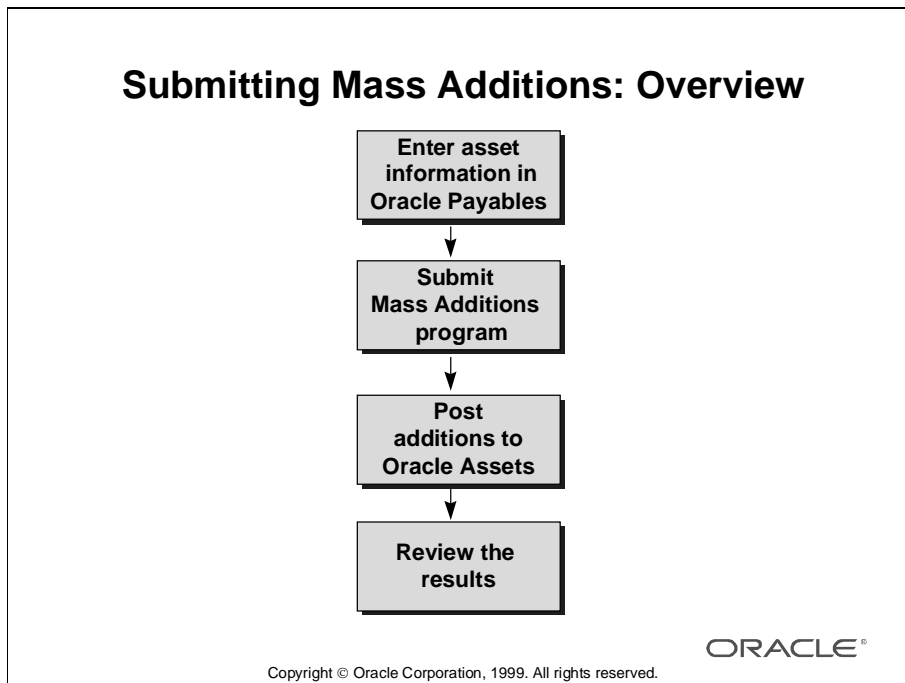 Submitting Mass Additions: Overview
Enter asset
information in
Oracle Payables
Submit
Mass Additions
program
Post
additions to
Oracle Assets
Review the
results
ORACLE®
Copyright © Oracle Corporation, 1999. All rights reserved.